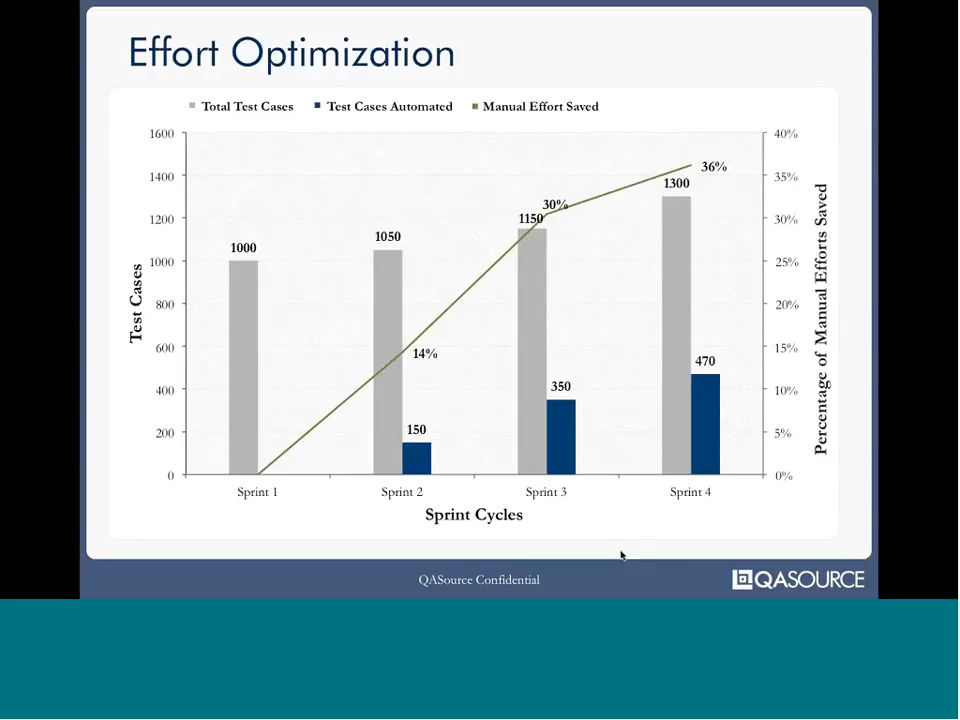 Effort Optimization
Total Test Cases Test Cases Automated Manual Effort Saved
1600 40%
1400 35%
1200 30%
1000 25%
800 20%
600 15%
400 10%
200 5%
0 0%
Test Cases
Percentage of Manual Efforts Saved
1000
1050
150
14%
1150
30%
350
1300
36%
470
Sprint 1 Sprint 2 Sprint 3 Sprint 4
Sprint Cycles
QASource Confidential
QASOURCE